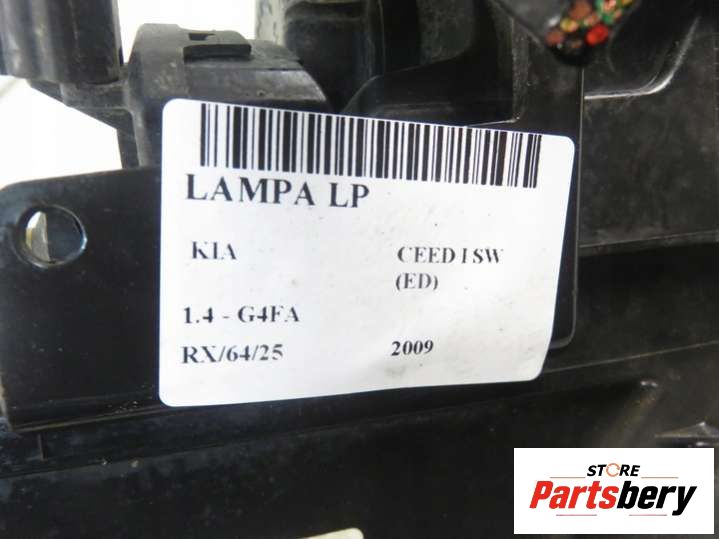 LAMPA LP
KIA CEED I SW
(ED)
1.4 - G4FA
RX/64/25 2009
STORE
Partsbery